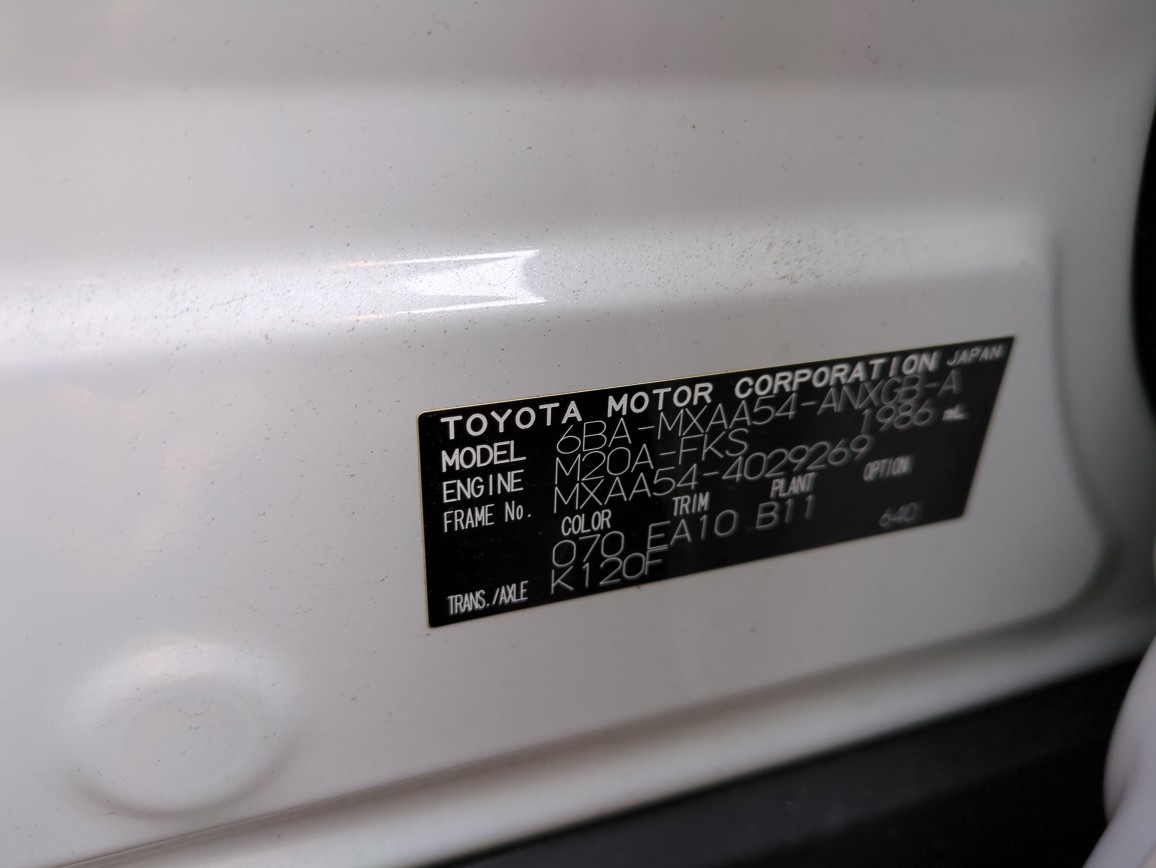 TOYOTA MOTOR CORPORATION JAPAN
MODEL 6BA-MXAA54-ANXGB-A
ENGINE M20A-FKS 1986 mL
FRAME No. MXAA54-4029269
COLOR TRIM PLANT OPTION
070 EA10 B11 640
TRANS./AXLE K120F